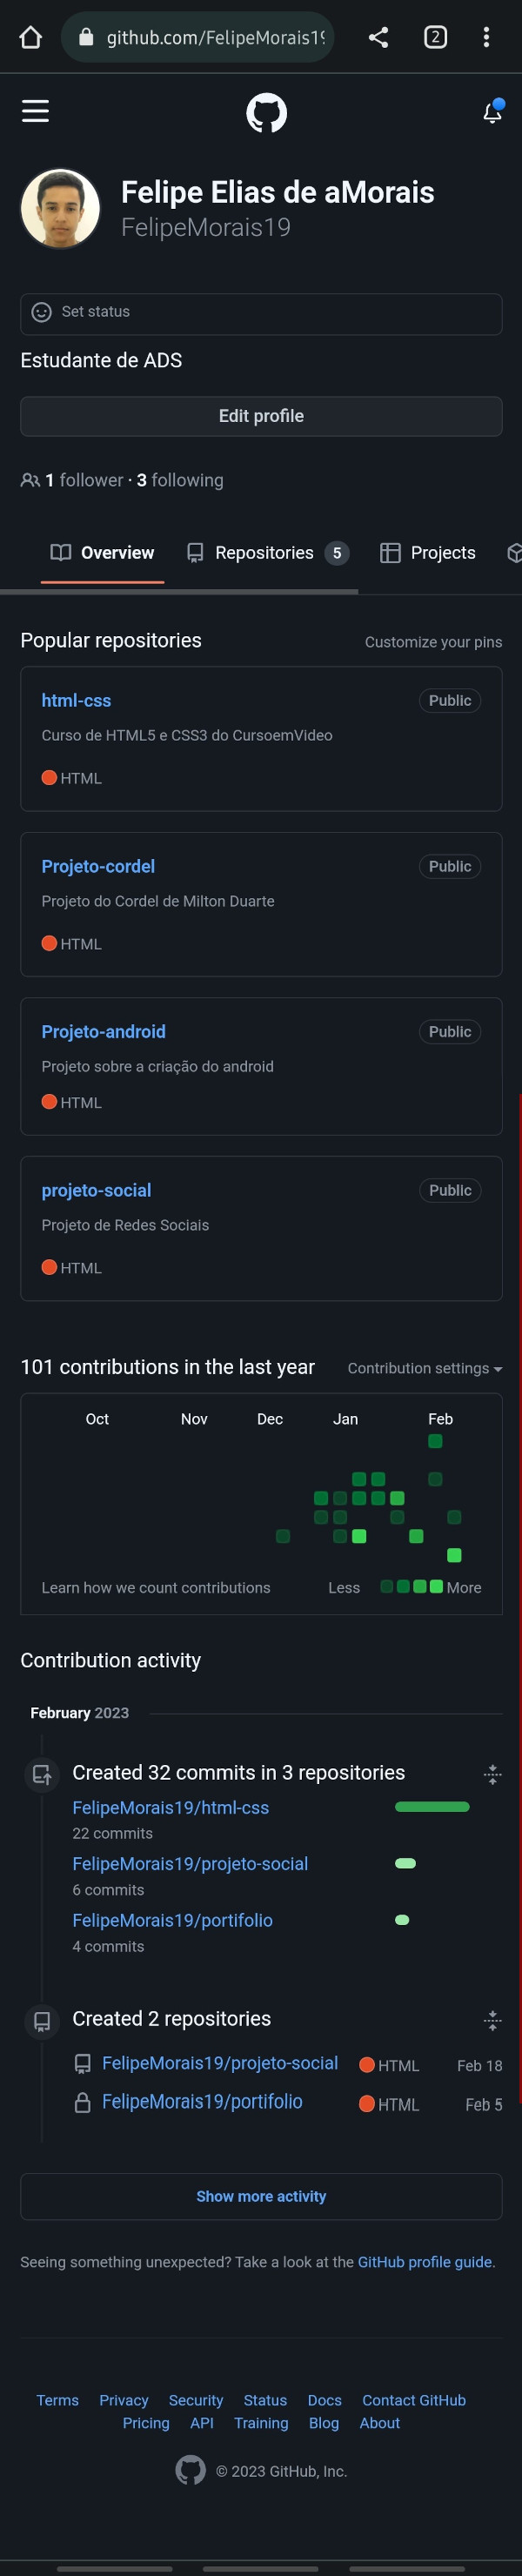 github.com/FelipeMorais19
2
Felipe Elias de aMorais
FelipeMorais19
Set status
Estudante de ADS
Edit profile
1 follower · 3 following
Overview Repositories 5 Projects
Popular repositories Customize your pins
html-css Public
Curso de HTML5 e CSS3 do CursoemVideo
HTML
Projeto-cordel Public
Projeto do Cordel de Milton Duarte
HTML
Projeto-android Public
Projeto sobre a criação do android
HTML
projeto-social Public
Projeto de Redes Sociais
HTML
101 contributions in the last year Contribution settings
Oct Nov Dec Jan Feb
Learn how we count contributions Less More
Contribution activity
February 2023
Created 32 commits in 3 repositories
FelipeMorais19/html-css
22 commits
FelipeMorais19/projeto-social
6 commits
FelipeMorais19/portifolio
4 commits
Created 2 repositories
FelipeMorais19/projeto-social HTML Feb 18
FelipeMorais19/portifolio HTML Feb 5
Show more activity
Seeing something unexpected? Take a look at the GitHub profile guide.
Terms Privacy Security Status Docs Contact GitHub
Pricing API Training Blog About
© 2023 GitHub, Inc.